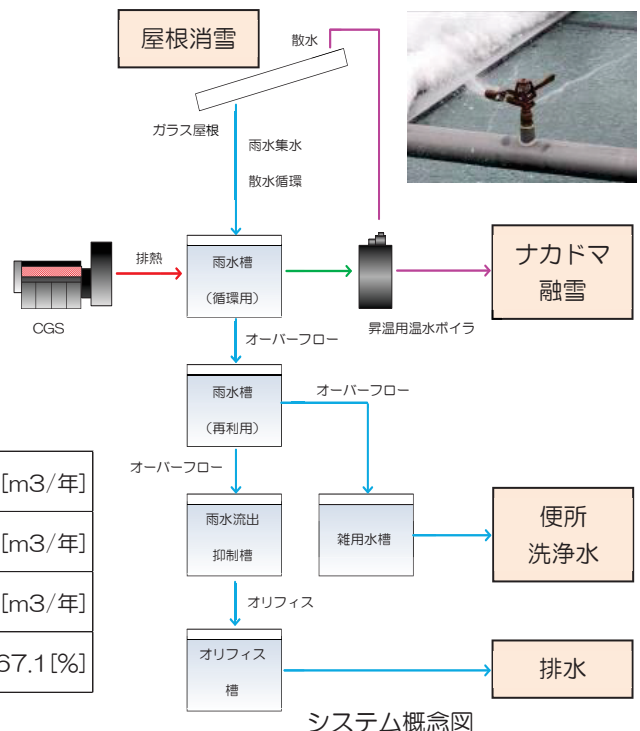 屋根消雪
散水
ガラス屋根
雨水集水
散水循環
排熱
雨水槽
(循環用)
CGS
昇温用温水ボイラ
ナカドマ
融雪
オーバーフロー
雨水槽
(再利用)
オーバーフロー
オーバーフロー
雨水流出
抑制槽
雑用水槽
便所
洗浄水
オリフィス
オリフィス
槽
排水
[m3/年]
[m3/年]
[m3/年]
67.1[%]
システム概念図